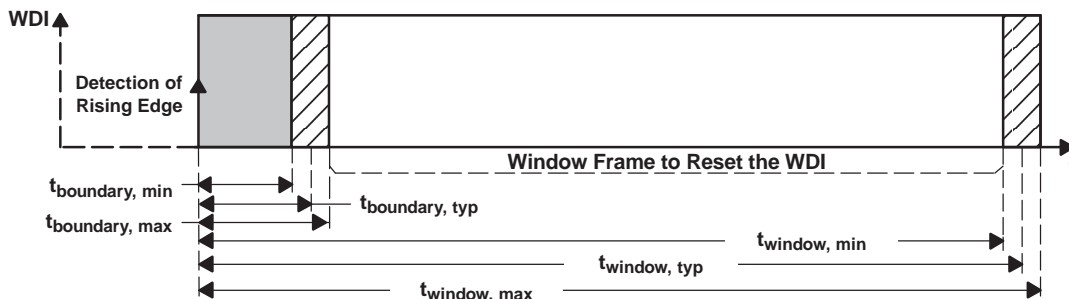 WDI
Detection of
Rising Edge
Window Frame to Reset the WDI
tboundary, min
tboundary, typ
tboundary, max
twindow, min
twindow, typ
twindow, max